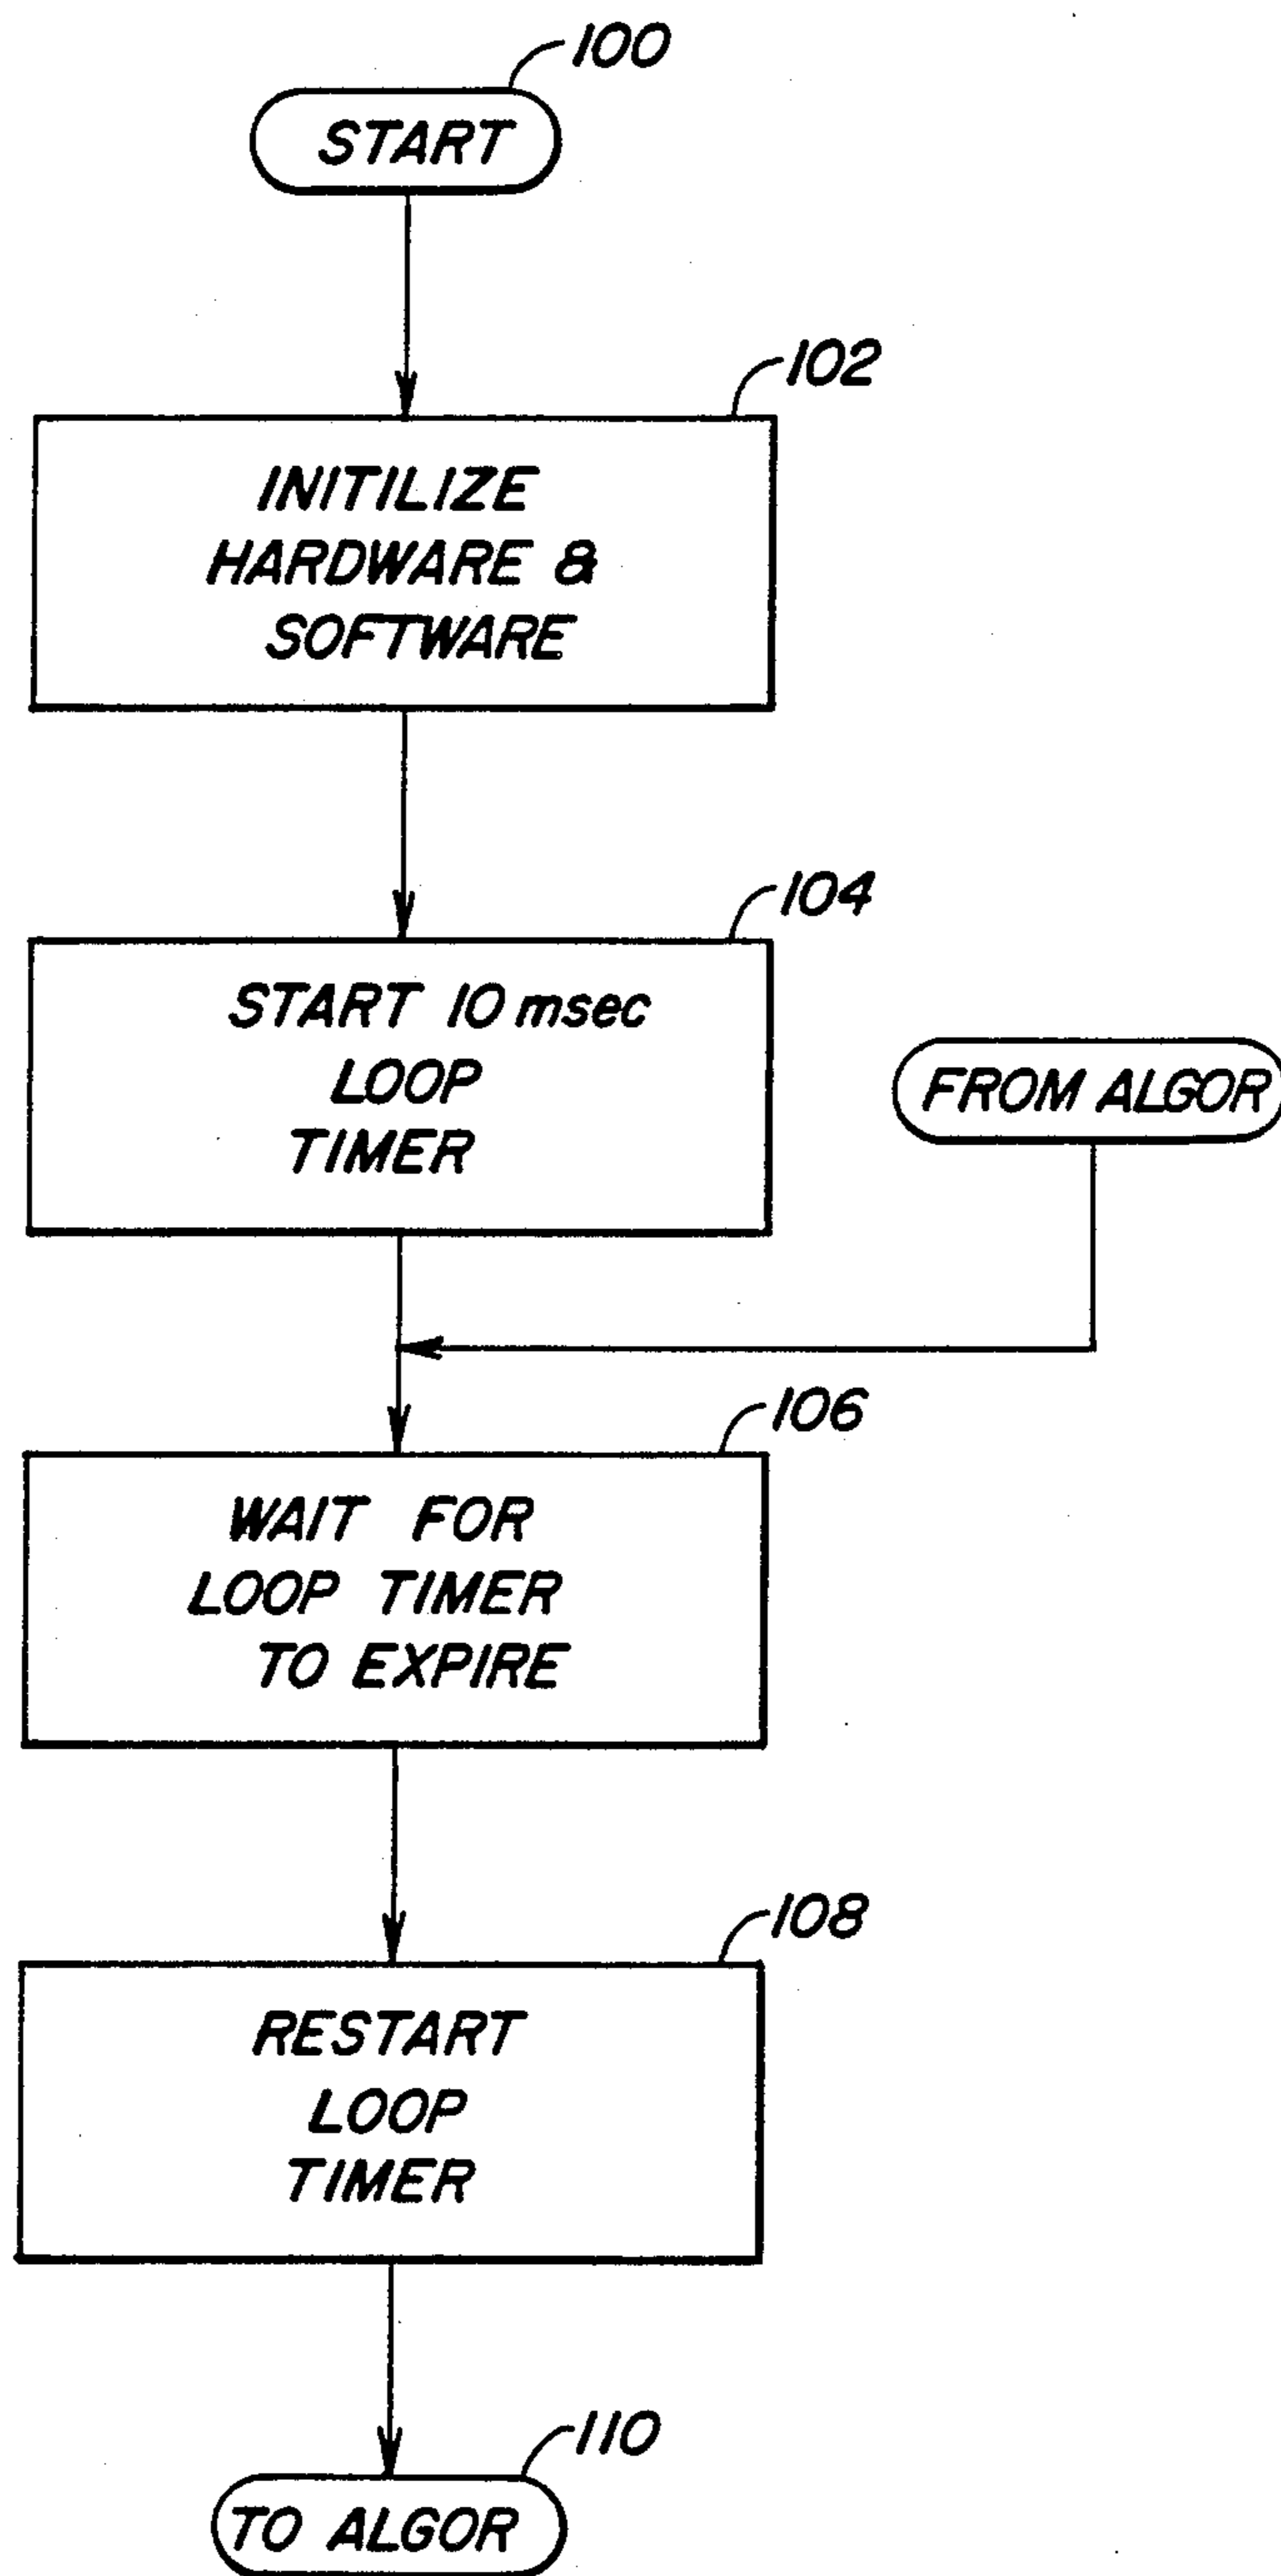 100
START
102
INITILIZE
HARDWARE &
SOFTWARE
104
START 10 msec
LOOP
TIMER
FROM ALGOR
106
WAIT FOR
LOOP TIMER
TO EXPIRE
108
RESTART
LOOP
TIMER
110
TO ALGOR